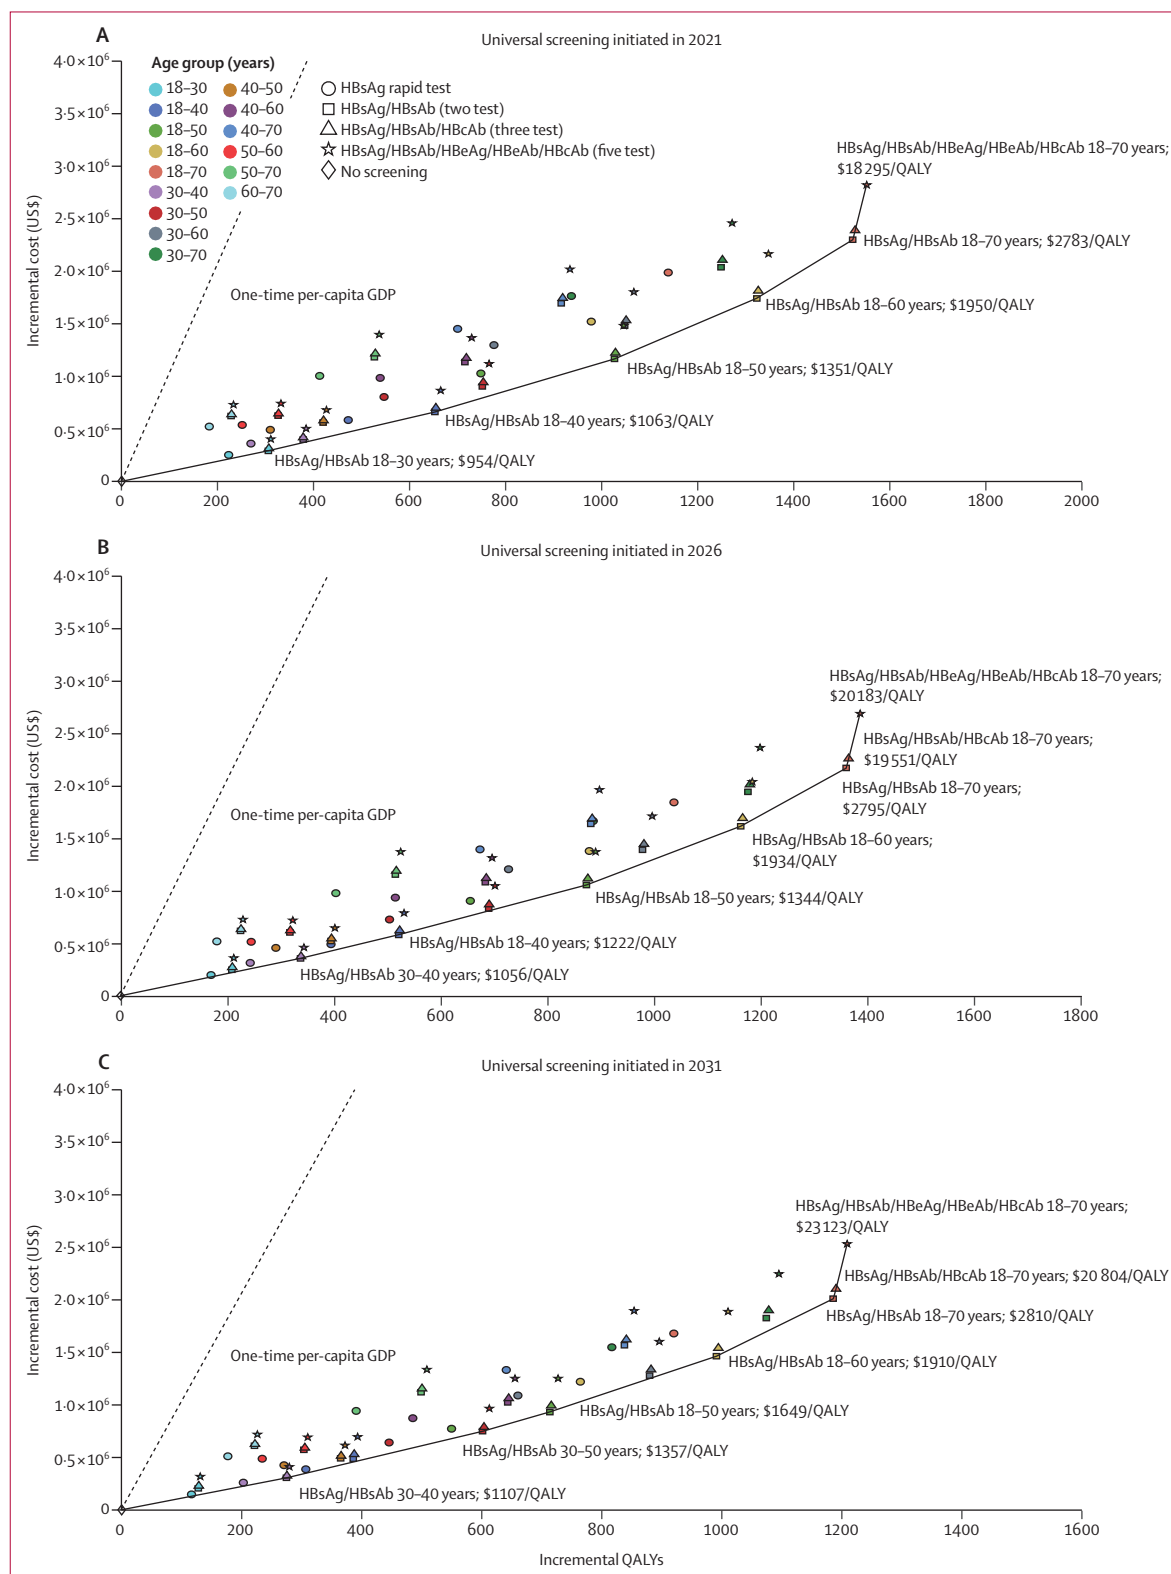 A
Universal screening initiated in 2021
Incremental cost (US$)
4·0×10⁶
3·5×10⁶
3·0×10⁶
2·5×10⁶
2·0×10⁶
1·5×10⁶
1·0×10⁶
0·5×10⁶
0
Age group (years)
18–30
18–40
18–50
18–60
18–70
30–40
30–50
30–60
30–70
40–50
40–60
40–70
50–60
50–70
60–70
HBsAg rapid test
HBsAg/HBsAb (two test)
HBsAg/HBsAb/HBcAb (three test)
HBsAg/HBsAb/HBeAg/HBeAb/HBcAb (five test)
No screening
One-time per-capita GDP
HBsAg/HBsAb/HBeAg/HBeAb/HBcAb 18–70 years;
$18 295/QALY
HBsAg/HBsAb 18–70 years; $2783/QALY
HBsAg/HBsAb 18–60 years; $1950/QALY
HBsAg/HBsAb 18–50 years; $1351/QALY
HBsAg/HBsAb 18–40 years; $1063/QALY
HBsAg/HBsAb 18–30 years; $954/QALY
0 200 400 600 800 1000 1200 1400 1600 1800 2000
B
Universal screening initiated in 2026
Incremental cost (US$)
4·0×10⁶
3·5×10⁶
3·0×10⁶
2·5×10⁶
2·0×10⁶
1·5×10⁶
1·0×10⁶
0·5×10⁶
0
One-time per-capita GDP
HBsAg/HBsAb/HBeAg/HBeAb/HBcAb 18–70 years;
$20 183/QALY
HBsAg/HBsAb/HBcAb 18–70 years;
$19 551/QALY
HBsAg/HBsAb 18–70 years;
$2795/QALY
HBsAg/HBsAb 18–60 years;
$1934/QALY
HBsAg/HBsAb 18–50 years; $1344/QALY
HBsAg/HBsAb 18–40 years; $1222/QALY
HBsAg/HBsAb 30–40 years; $1056/QALY
0 200 400 600 800 1000 1200 1400 1600 1800
C
Universal screening initiated in 2031
Incremental cost (US$)
4·0×10⁶
3·5×10⁶
3·0×10⁶
2·5×10⁶
2·0×10⁶
1·5×10⁶
1·0×10⁶
0·5×10⁶
0
One-time per-capita GDP
HBsAg/HBsAb/HBeAg/HBeAb/HBcAb 18–70 years;
$23 123/QALY
HBsAg/HBsAb/HBcAb 18–70 years; $20 804/QALY
HBsAg/HBsAb 18–70 years; $2810/QALY
HBsAg/HBsAb 18–60 years; $1910/QALY
HBsAg/HBsAb 18–50 years; $1649/QALY
HBsAg/HBsAb 30–50 years; $1357/QALY
HBsAg/HBsAb 30–40 years; $1107/QALY
0 200 400 600 800 1000 1200 1400 1600
Incremental QALYs